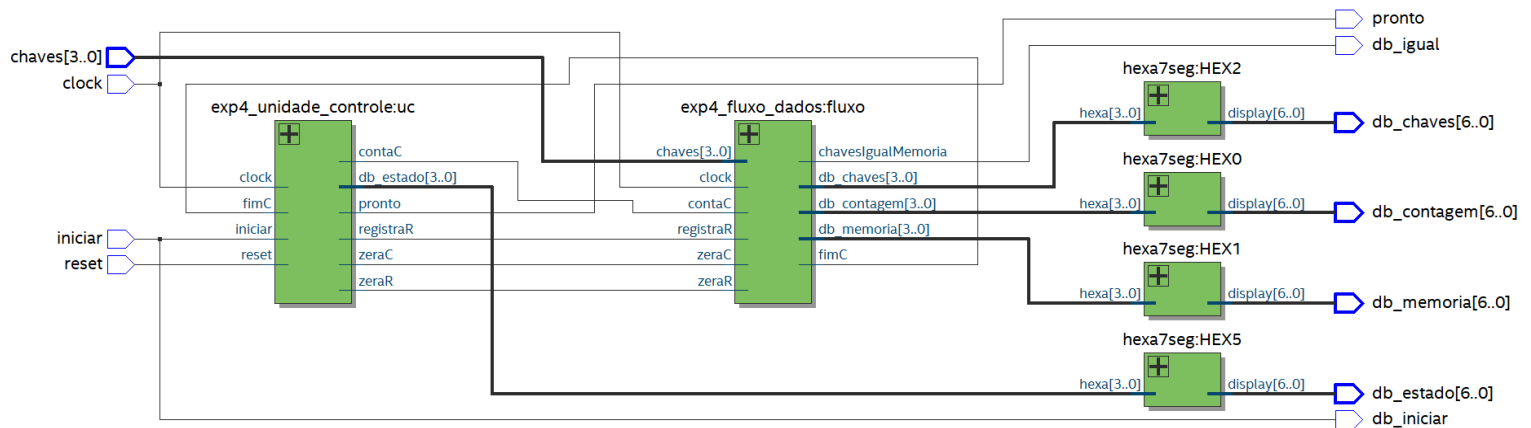 chaves[3..0]
clock
iniciar
reset
exp4_unidade_controle:uc
clock
fimC
iniciar
reset
contaC
db_estado[3..0]
pronto
registraR
zeraC
zeraR
exp4_fluxo_dados:fluxo
chaves[3..0]
clock
contaC
registraR
zeraC
zeraR
chavesIgualMemoria
db_chaves[3..0]
db_contagem[3..0]
db_memoria[3..0]
fimC
hexa7seg:HEX2
hexa[3..0]
display[6..0]
hexa7seg:HEX0
hexa[3..0]
display[6..0]
hexa7seg:HEX1
hexa[3..0]
display[6..0]
hexa7seg:HEX5
hexa[3..0]
display[6..0]
pronto
db_igual
db_chaves[6..0]
db_contagem[6..0]
db_memoria[6..0]
db_estado[6..0]
db_iniciar